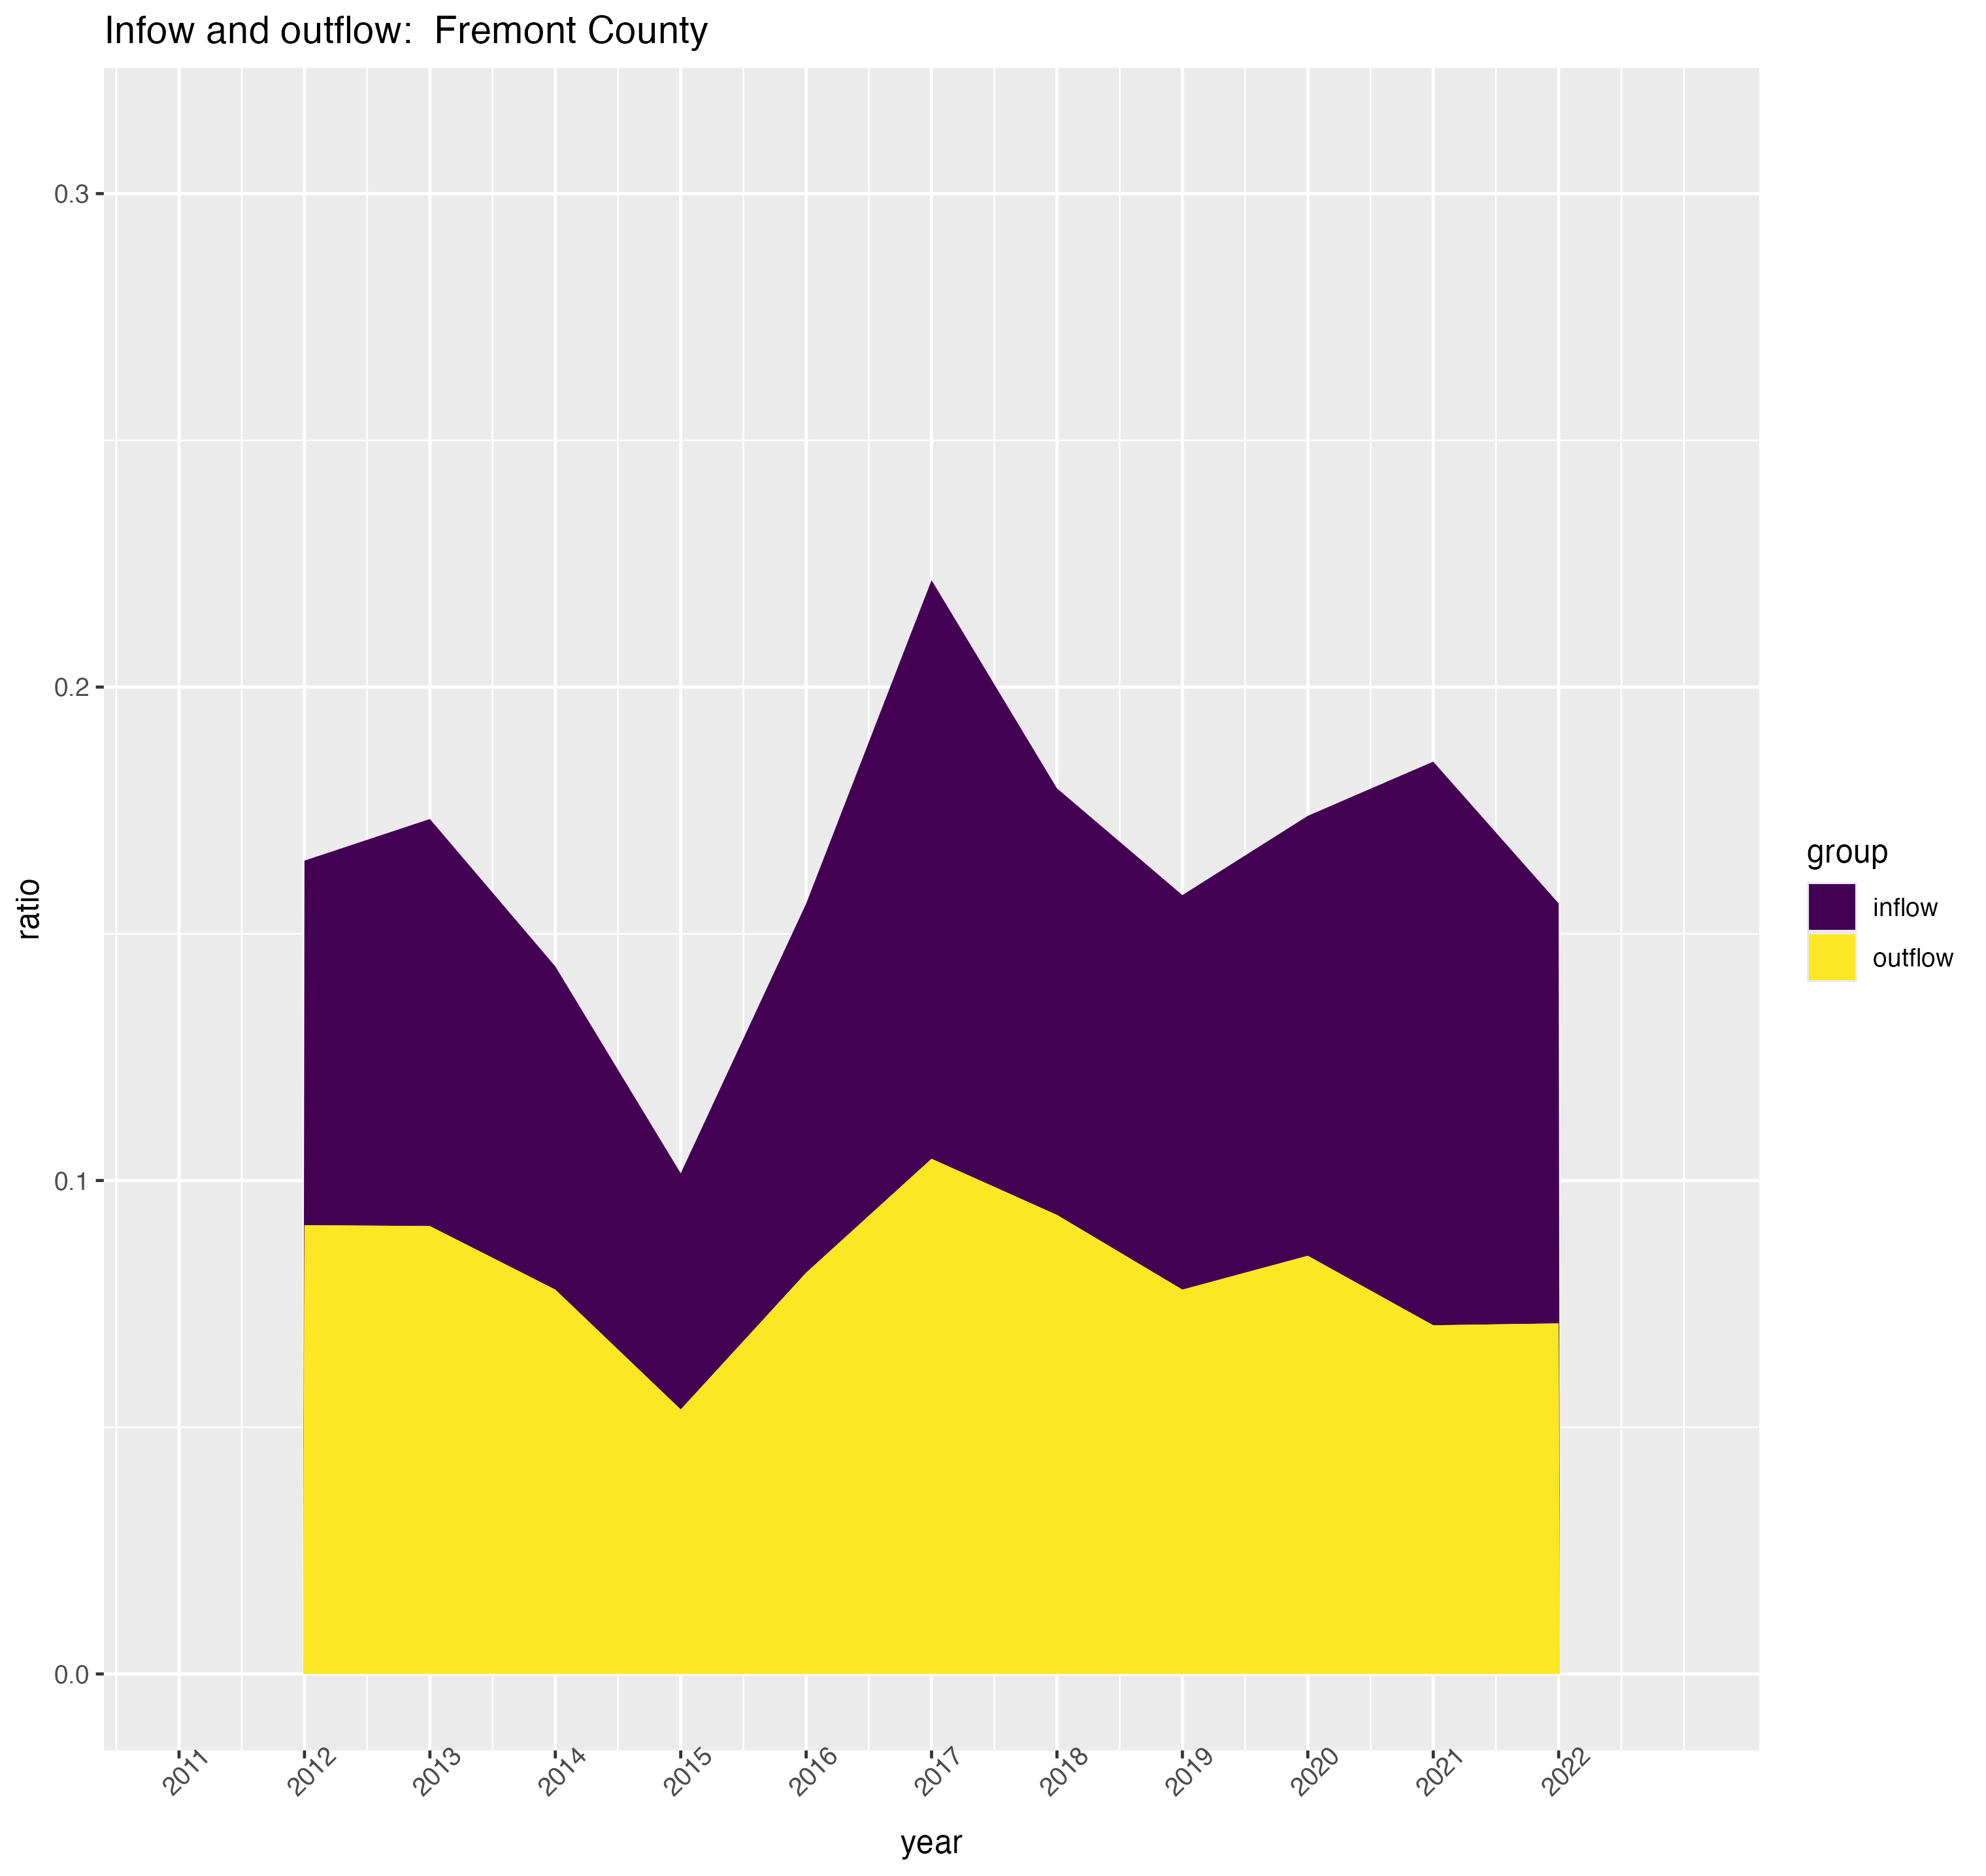 Infow and outflow:  Fremont County
0.3
0.2
0.1
0.0
ratio
2011
2012
2013
2014
2015
2016
2017
2018
2019
2020
2021
2022
year
group
inflow
outflow